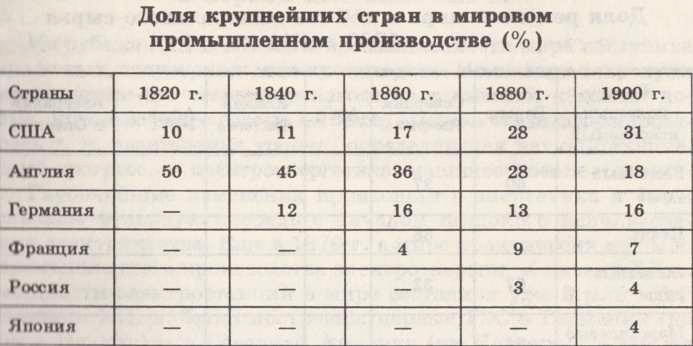 Доля крупнейших стран в мировом
промышленном производстве (%)
Страны 1820 г. 1840 г. 1860 г. 1880 г. 1900 г.
США 10 11 17 28 31
Англия 50 45 36 28 18
Германия — 12 16 13 16
Франция — — 4 9 7
Россия — — — 3 4
Япония — — — — 4